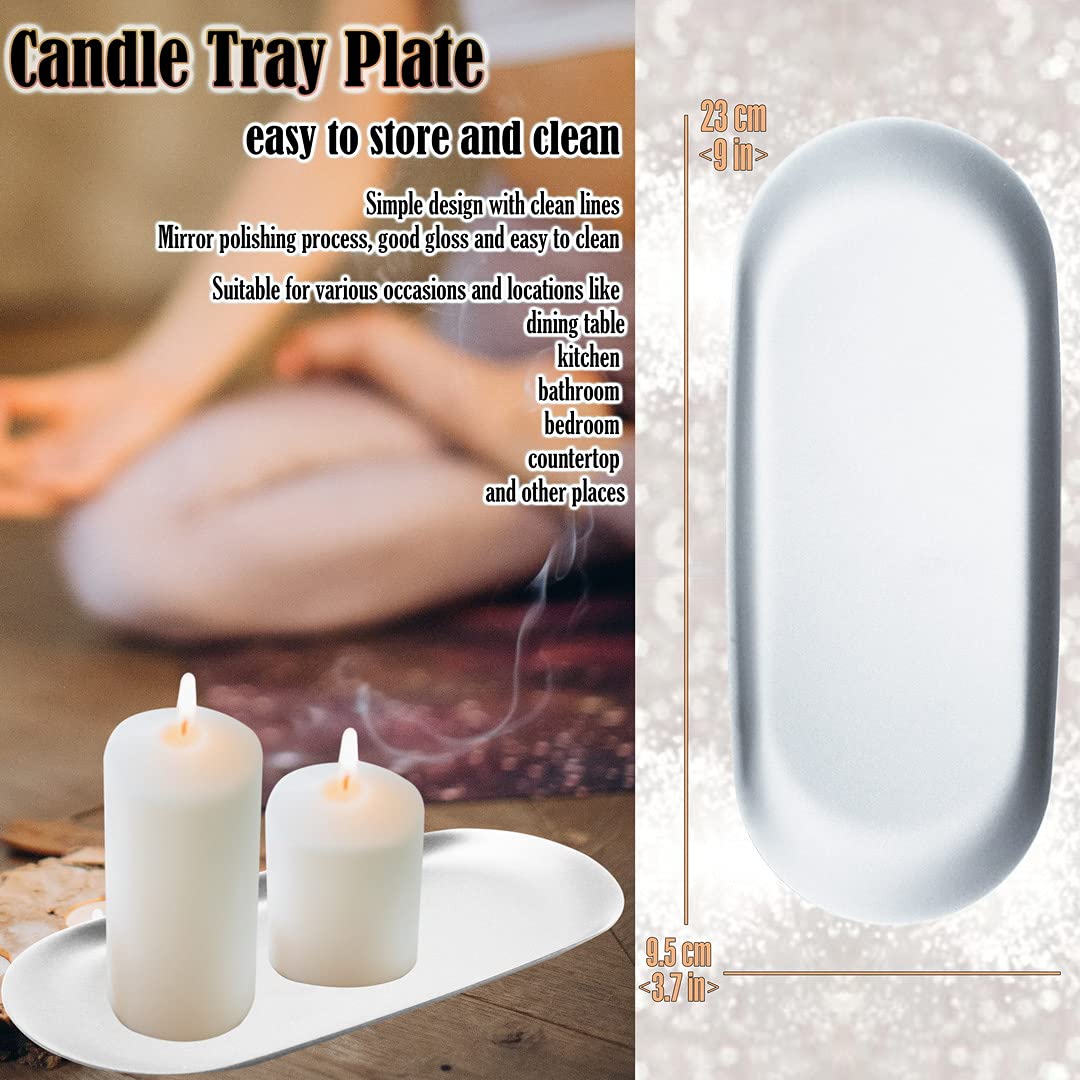 Candle Tray Plate
easy to store and clean
Simple design with clean lines
Mirror polishing process, good gloss and easy to clean
Suitable for various occasions and locations like
dining table
kitchen
bathroom
bedroom
countertop
and other places
23 cm
<9 in>
9.5 cm
<3.7 in>